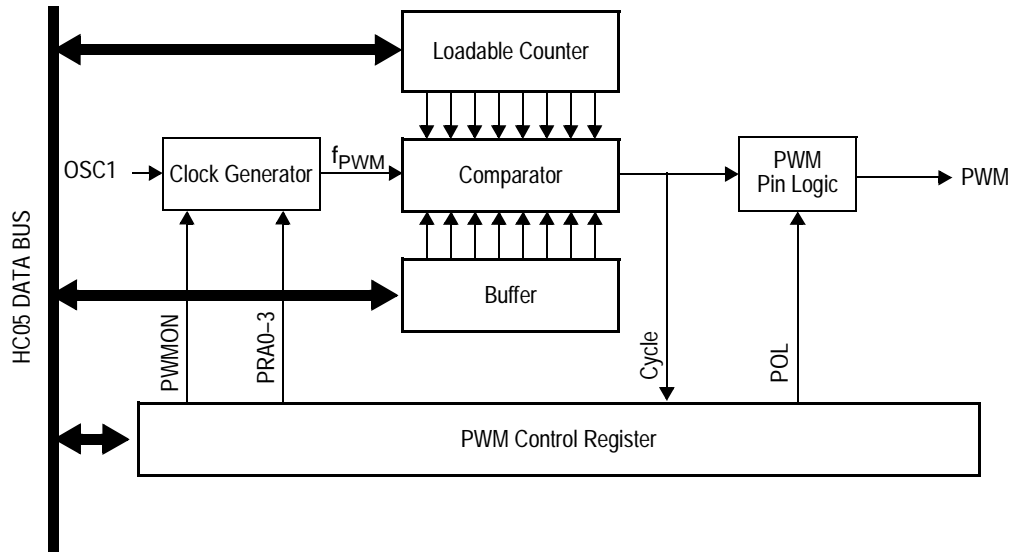 Loadable Counter
OSC1
Clock Generator
fPWM
Comparator
PWM
Pin Logic
PWM
HC05 DATA BUS
Buffer
PWMON
PRA0–3
Cycle
POL
PWM Control Register